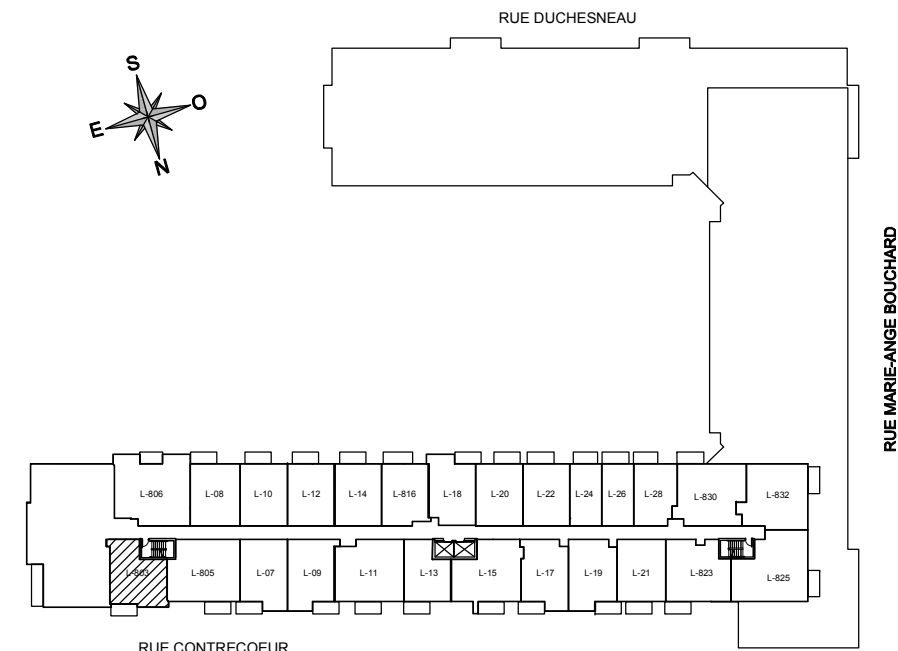 RUE DUCHESNEAU
S
O
E
N
RUE MARIE-ANGE BOUCHARD
L-806 L-08 L-10 L-12 L-14 L-816 L-18 L-20 L-22 L-24 L-26 L-28 L-830 L-832
L-803 L-805 L-07 L-09 L-11 L-13 L-15 L-17 L-19 L-21 L-823 L-825
RUE CONTRECOEUR